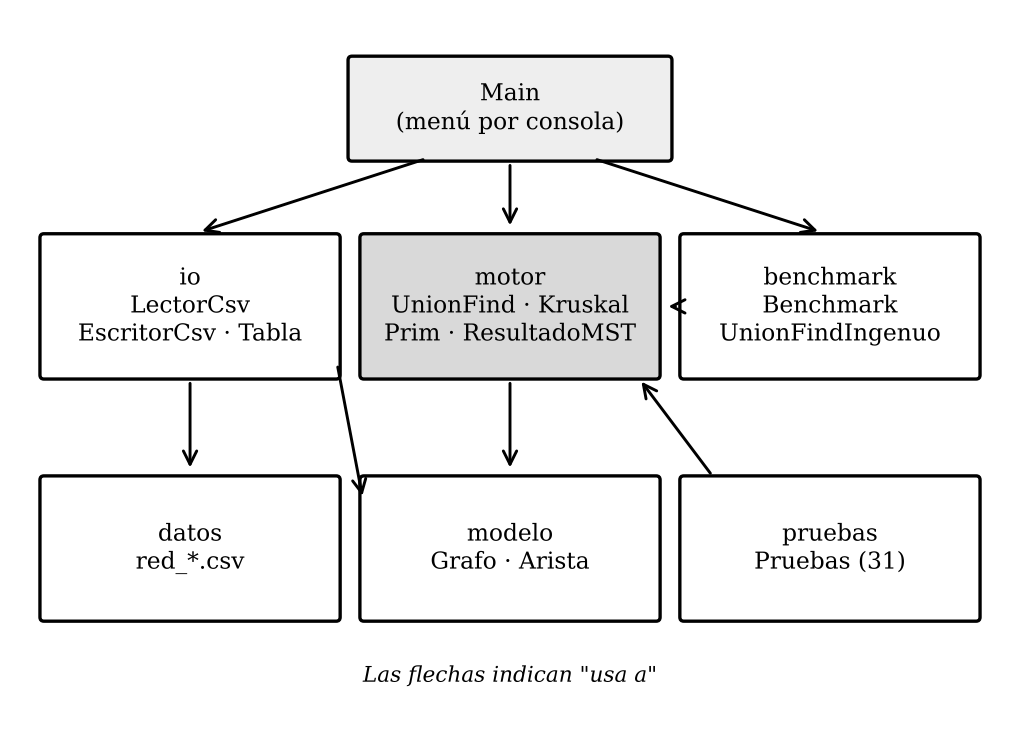 Main
(menú por consola)
io
LectorCsv
EscritorCsv · Tabla
motor
UnionFind · Kruskal
Prim · ResultadoMST
benchmark
Benchmark
UnionFindIngenuo
datos
red_*.csv
modelo
Grafo · Arista
pruebas
Pruebas (31)
Las flechas indican "usa a"